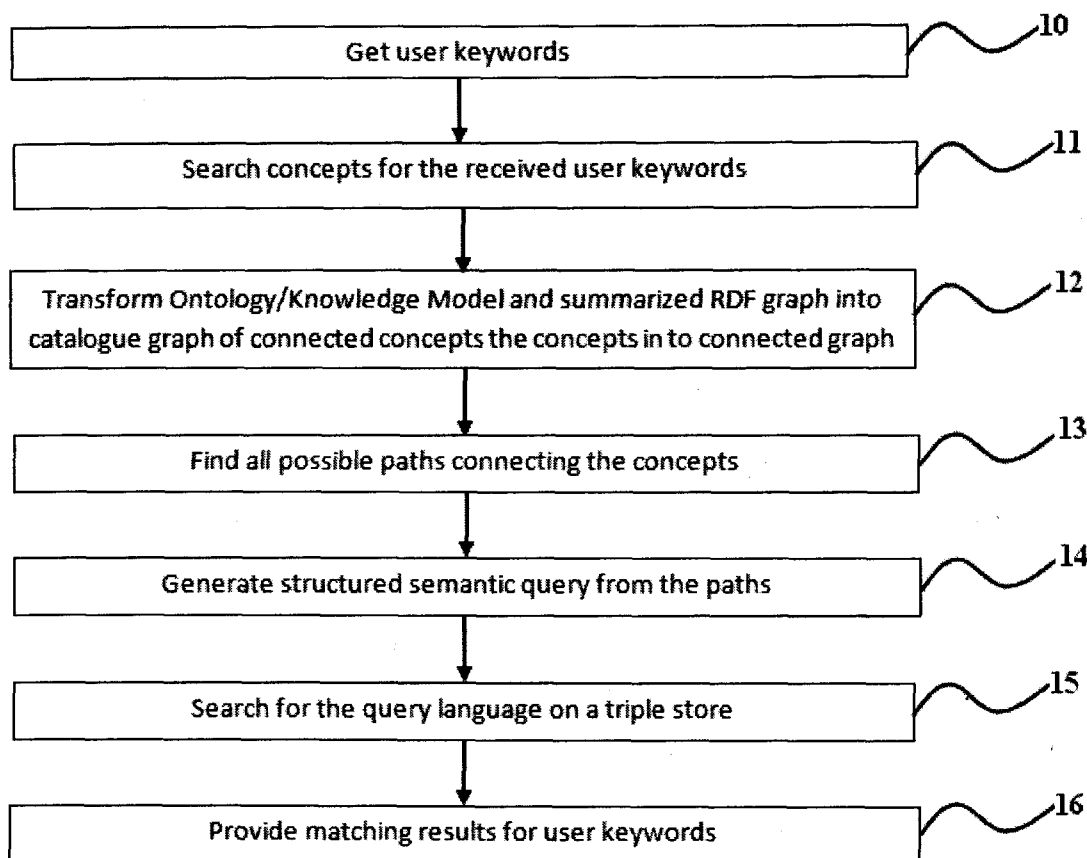 Get user keywords
10
Search concepts for the received user keywords
11
Transform Ontology/Knowledge Model and summarized RDF graph into
catalogue graph of connected concepts the concepts in to connected graph
12
Find all possible paths connecting the concepts
13
Generate structured semantic query from the paths
14
Search for the query language on a triple store
15
Provide matching results for user keywords
16